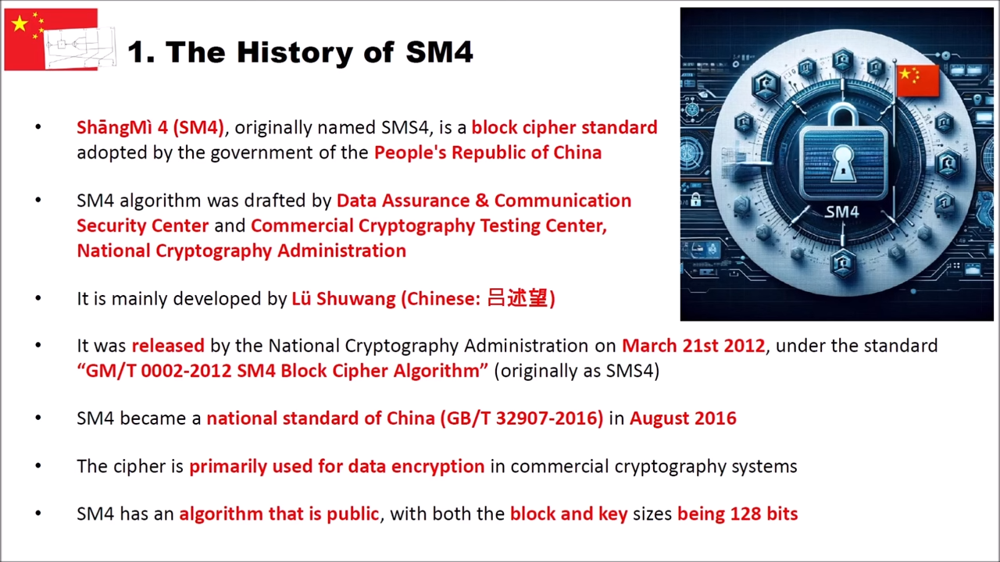 1. The History of SM4
• ShāngMì 4 (SM4), originally named SMS4, is a block cipher standard
adopted by the government of the People's Republic of China
• SM4 algorithm was drafted by Data Assurance & Communication
Security Center and Commercial Cryptography Testing Center,
National Cryptography Administration
• It is mainly developed by Lü Shuwang (Chinese: 吕述望)
• It was released by the National Cryptography Administration on March 21st 2012, under the standard
“GM/T 0002-2012 SM4 Block Cipher Algorithm” (originally as SMS4)
• SM4 became a national standard of China (GB/T 32907-2016) in August 2016
• The cipher is primarily used for data encryption in commercial cryptography systems
• SM4 has an algorithm that is public, with both the block and key sizes being 128 bits
SM4